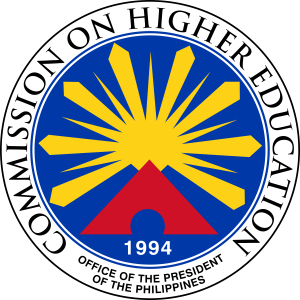 COMMISSION ON HIGHER EDUCATION
1994
OFFICE OF THE PRESIDENT
OF THE PHILIPPINES